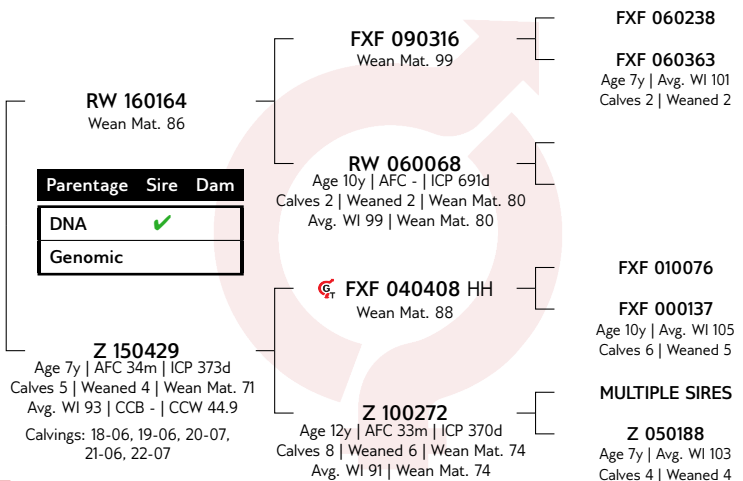 RW 160164
Wean Mat. 86
Parentage Sire Dam
DNA ✔
Genomic
Z 150429
Age 7y | AFC 34m | ICP 373d
Calves 5 | Weaned 4 | Wean Mat. 71
Avg. WI 93 | CCB - | CCW 44.9
Calvings: 18-06, 19-06, 20-07,
21-06, 22-07
FXF 090316
Wean Mat. 99
RW 060068
Age 10y | AFC - | ICP 691d
Calves 2 | Weaned 2 | Wean Mat. 80
Avg. WI 99 | Wean Mat. 80
GT FXF 040408 HH
Wean Mat. 88
Z 100272
Age 12y | AFC 33m | ICP 370d
Calves 8 | Weaned 6 | Wean Mat. 74
Avg. WI 91 | Wean Mat. 74
FXF 060238
FXF 060363
Age 7y | Avg. WI 101
Calves 2 | Weaned 2
FXF 010076
FXF 000137
Age 10y | Avg. WI 105
Calves 6 | Weaned 5
MULTIPLE SIRES
Z 050188
Age 7y | Avg. WI 103
Calves 4 | Weaned 4